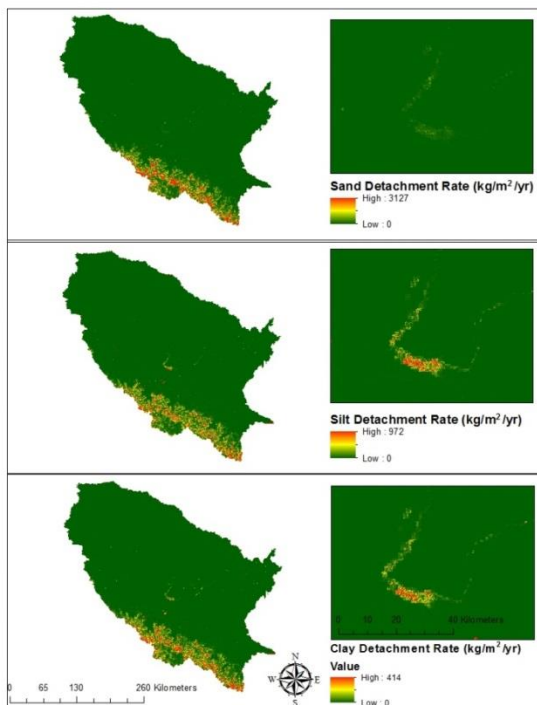 Sand Detachment Rate (kg/m²/yr)
High : 3127
Low : 0
Silt Detachment Rate (kg/m²/yr)
High : 972
Low : 0
0 10 20 40 Kilometers
Clay Detachment Rate (kg/m²/yr)
Value
High : 414
Low : 0
N
W E
S
0 65 130 260 Kilometers